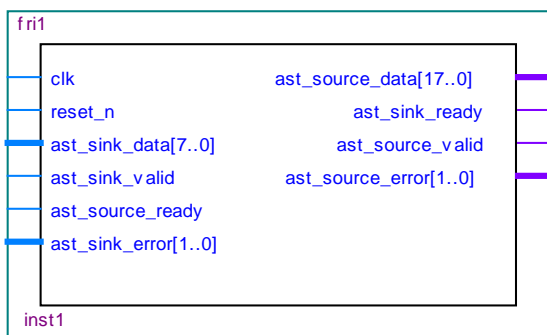 fri1
clk
ast_source_data[17..0]
reset_n
ast_sink_ready
ast_sink_data[7..0]
ast_source_valid
ast_sink_valid
ast_source_error[1..0]
ast_source_ready
ast_sink_error[1..0]
inst1